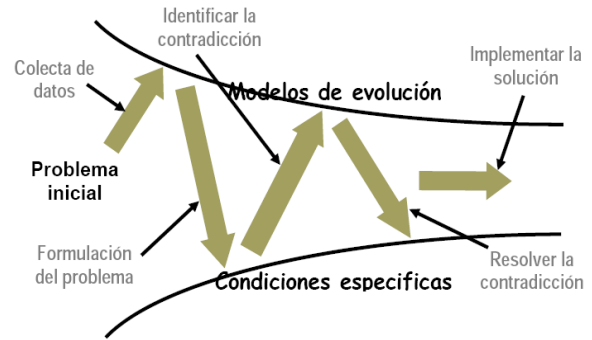 Identificar la
contradicción
Colecta de
datos
Implementar la
solución
Modelos de evolución
Problema
inicial
Formulación
del problema
Condiciones especificas
Resolver la
contradicción